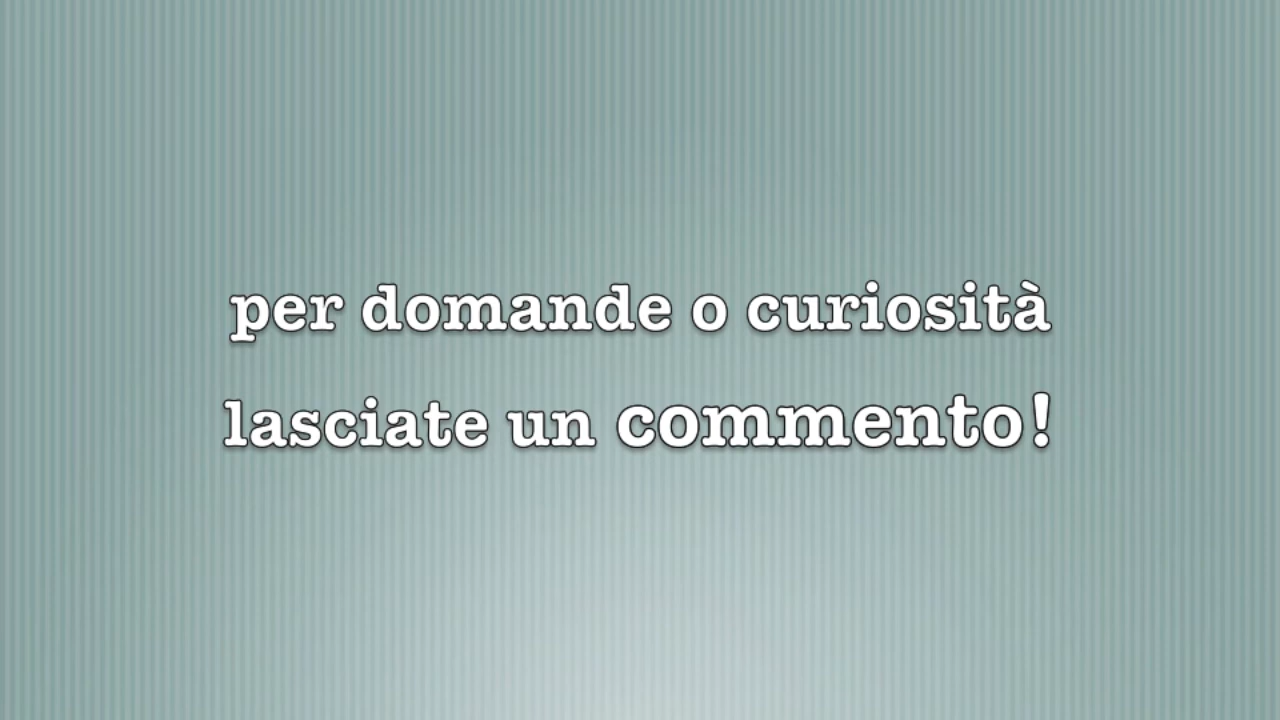 per domande o curiosità
lasciate un commento!